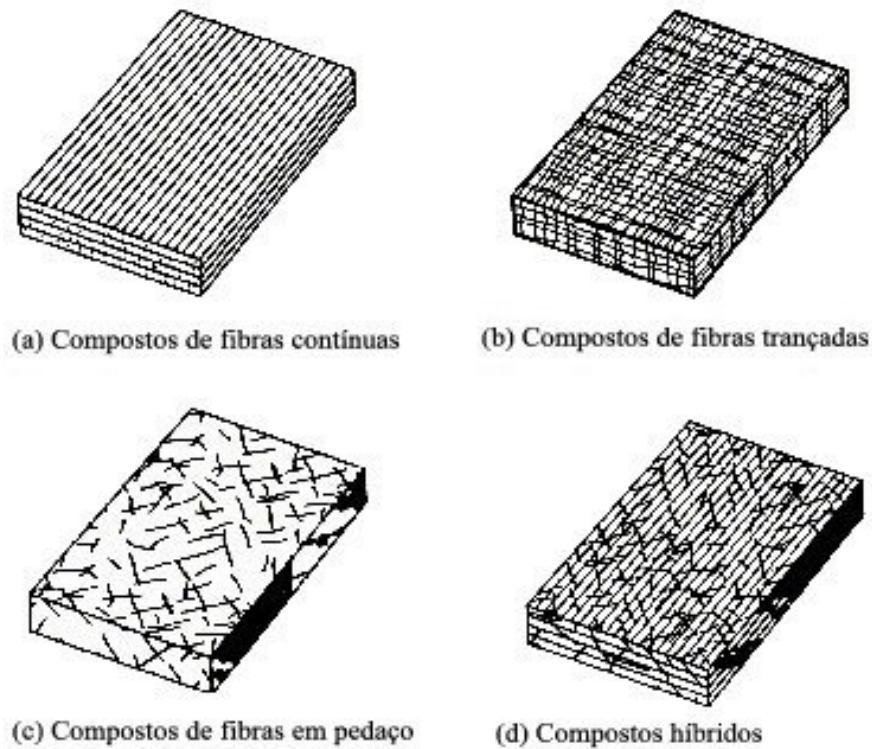 (a) Compostos de fibras contínuas
(b) Compostos de fibras trançadas
(c) Compostos de fibras em pedaço
(d) Compostos híbridos